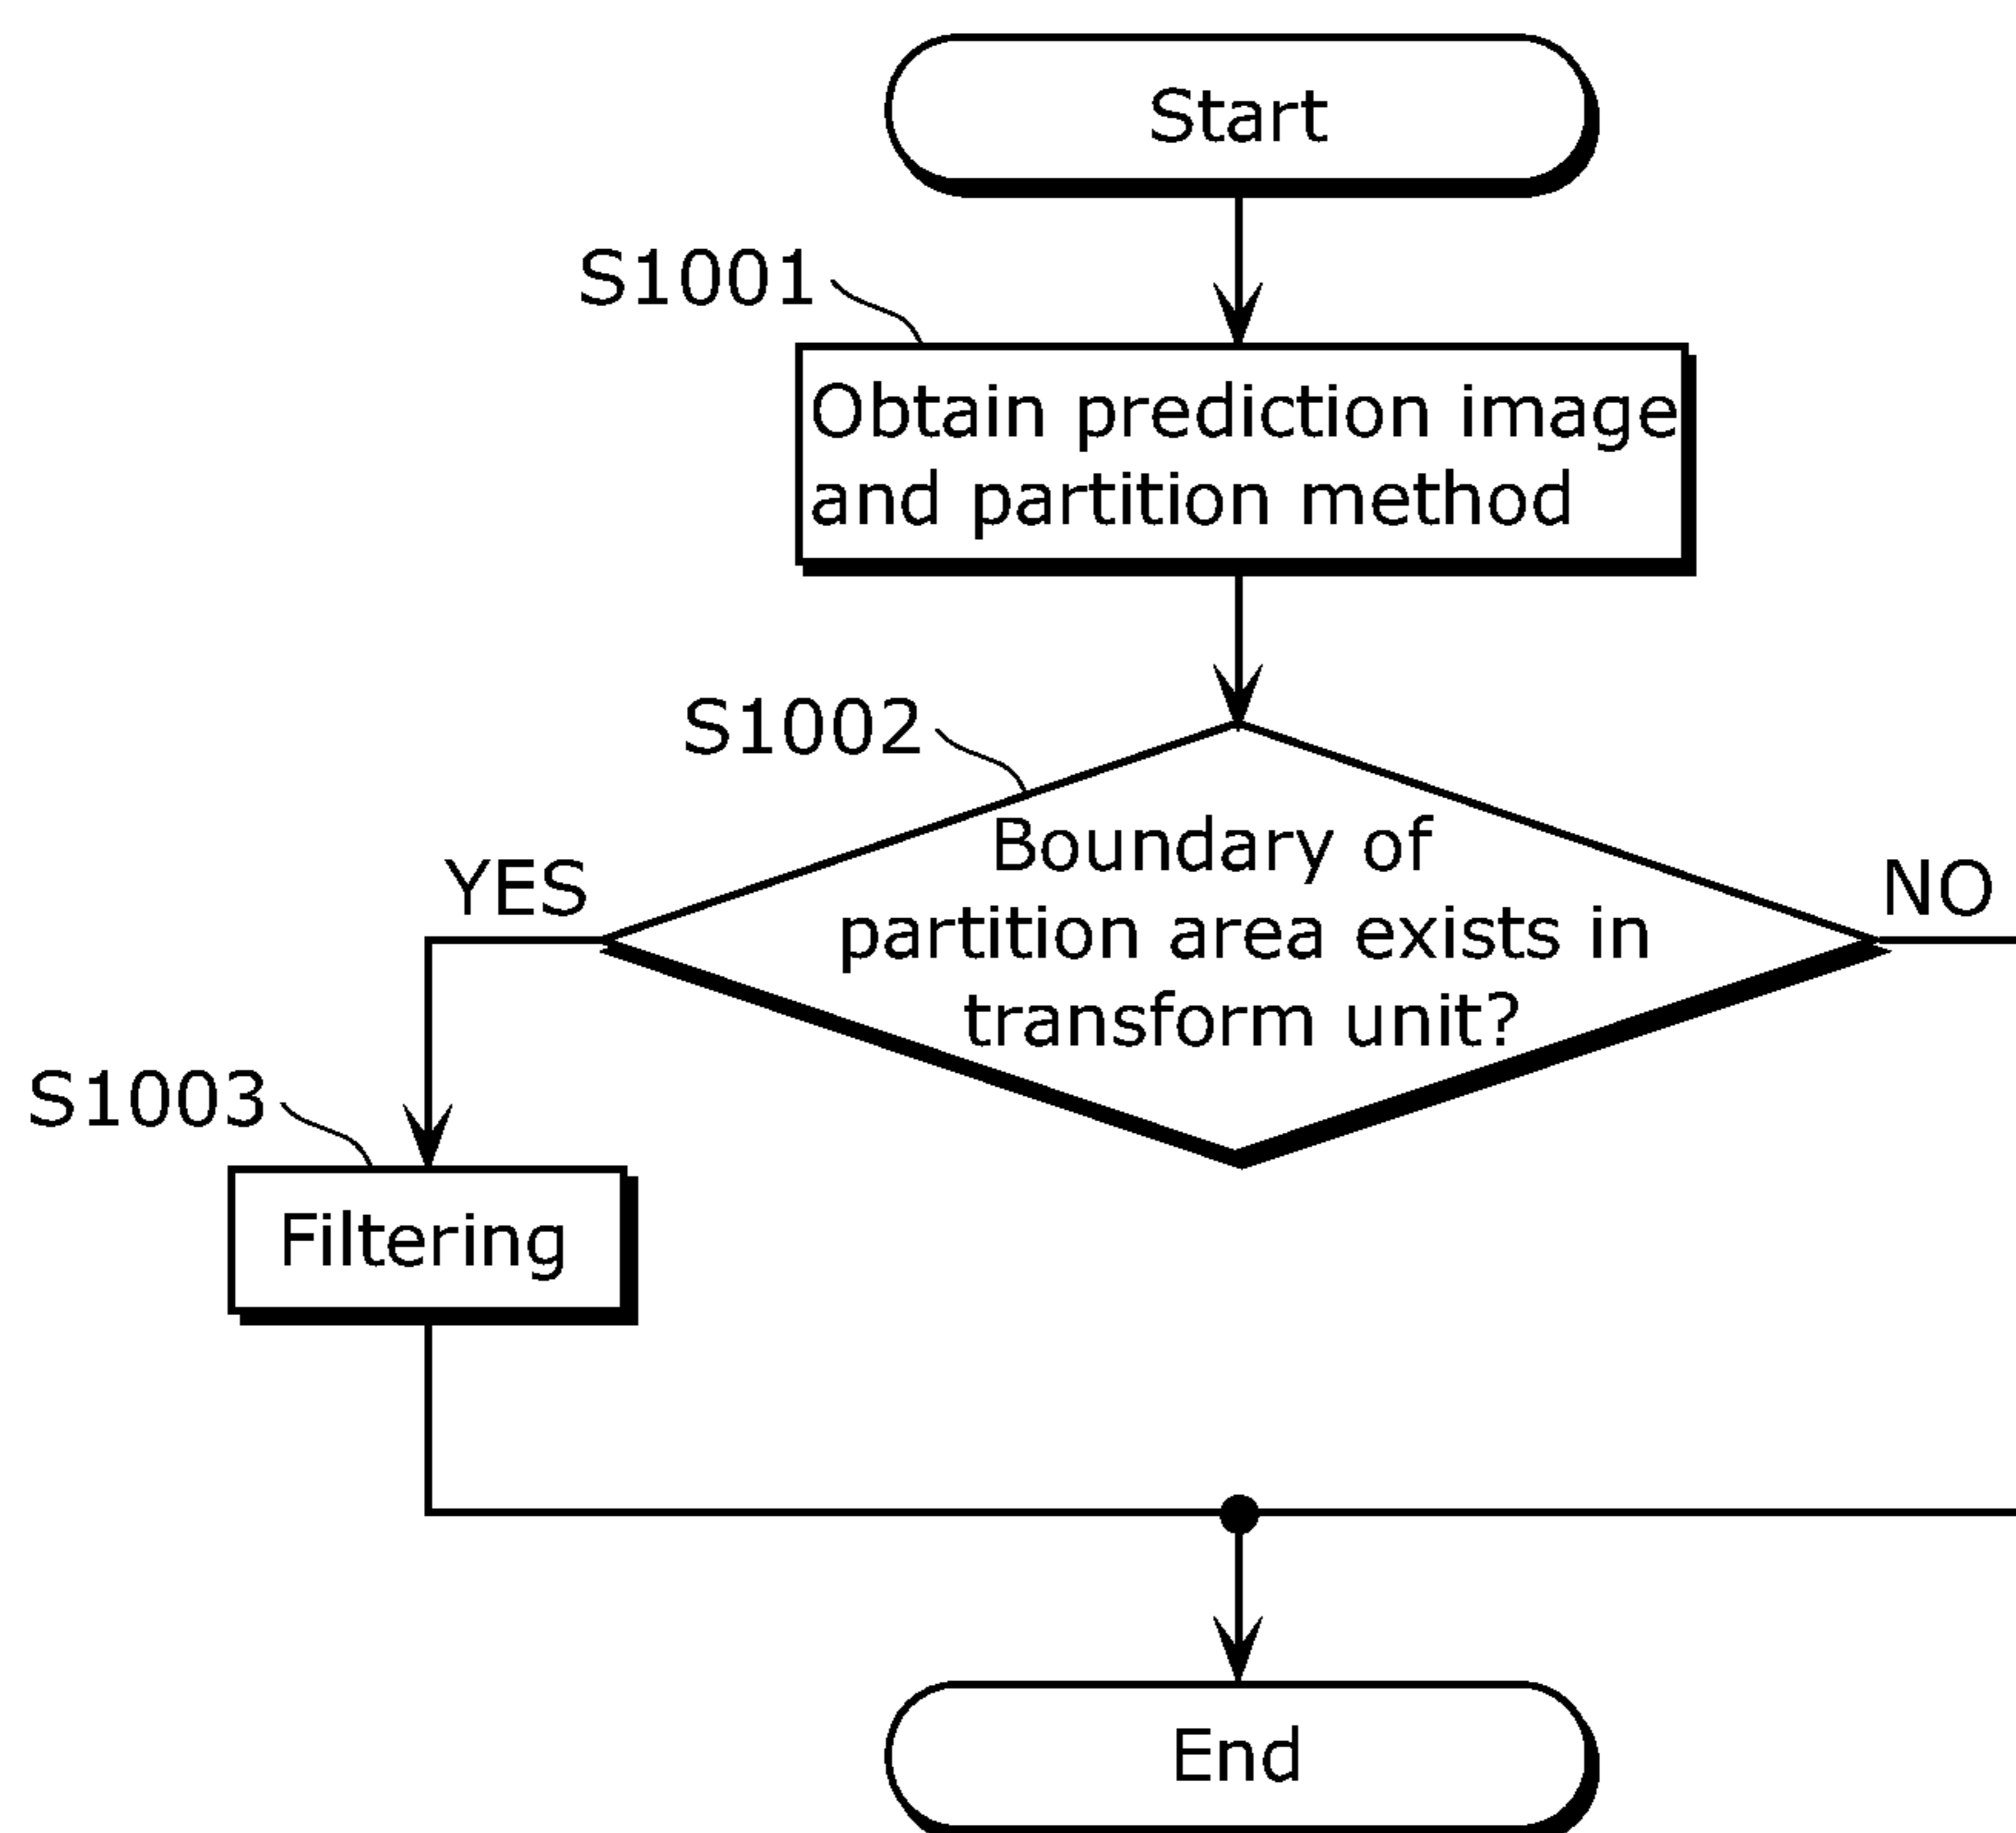 Start
S1001
Obtain prediction image
and partition method
S1002
Boundary of
partition area exists in
transform unit?
YES
NO
S1003
Filtering
End